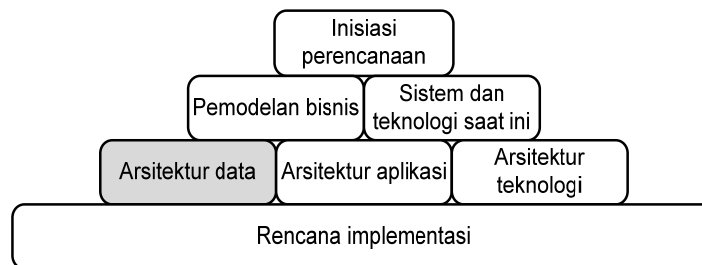 Inisiasi
perencanaan
Pemodelan bisnis
Sistem dan
teknologi saat ini
Arsitektur data
Arsitektur aplikasi
Arsitektur
teknologi
Rencana implementasi